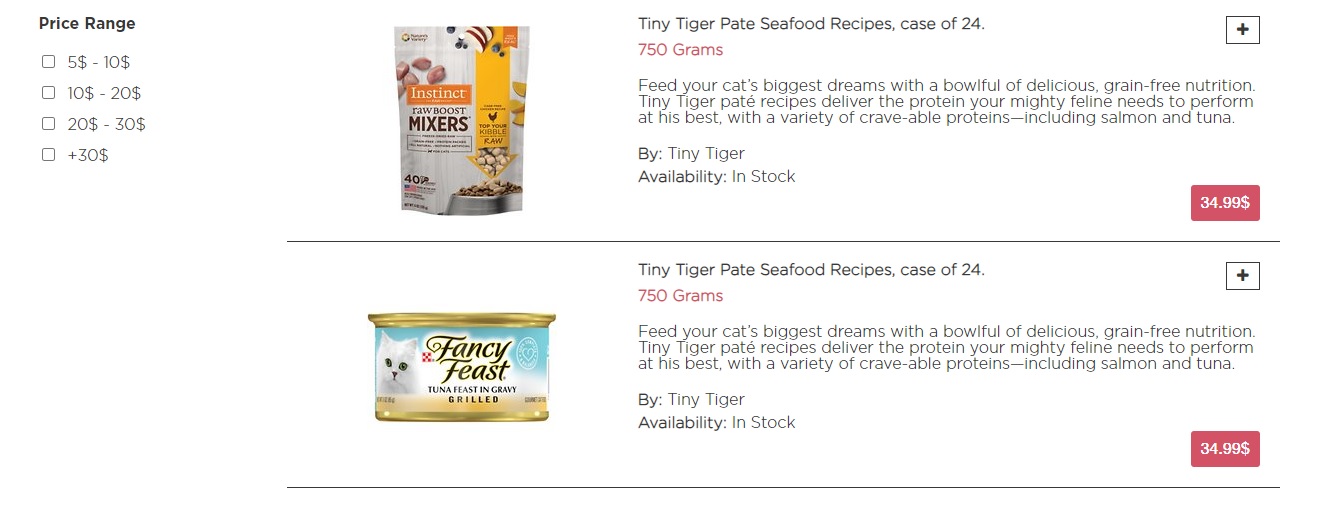 Price Range
5$ - 10$
10$ - 20$
20$ - 30$
+30$
Nature's
Variety
Instinct
raw BOOST
MIXERS
TOP YOUR
KIBBLE
RAW
40
Tiny Tiger Pate Seafood Recipes, case of 24.
+
750 Grams
Feed your cat's biggest dreams with a bowlful of delicious, grain-free nutrition.
Tiny Tiger paté recipes deliver the protein your mighty feline needs to perform
at his best, with a variety of crave-able proteins—including salmon and tuna.
By: Tiny Tiger
Availability: In Stock
34.99$
Fancy
Feast
TUNA FEAST IN GRAVY
GRILLED
Tiny Tiger Pate Seafood Recipes, case of 24.
+
750 Grams
Feed your cat's biggest dreams with a bowlful of delicious, grain-free nutrition.
Tiny Tiger paté recipes deliver the protein your mighty feline needs to perform
at his best, with a variety of crave-able proteins—including salmon and tuna.
By: Tiny Tiger
Availability: In Stock
34.99$